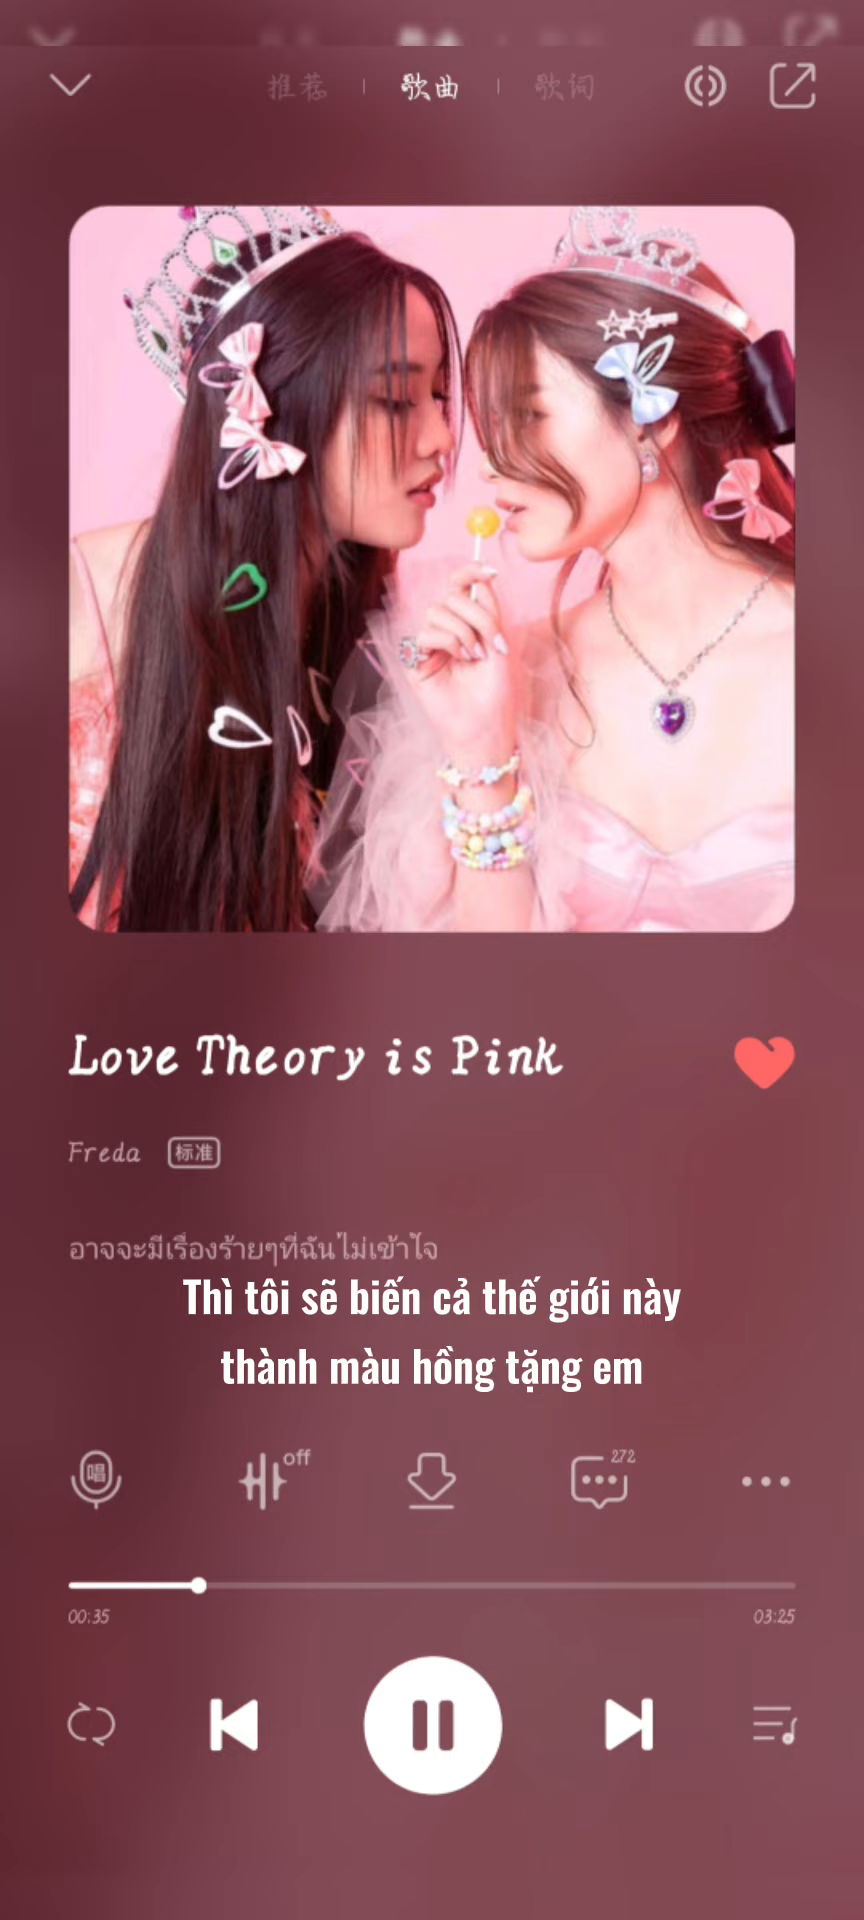 推荐 歌曲 歌词
Love Theory is Pink
Freda 标准
อาจจะมีเรื่องร้ายๆที่ฉันไม่เข้าใจ
Thì tôi sẽ biến cả thế giới này
thành màu hồng tặng em
唱 off 272
00:35 03:25